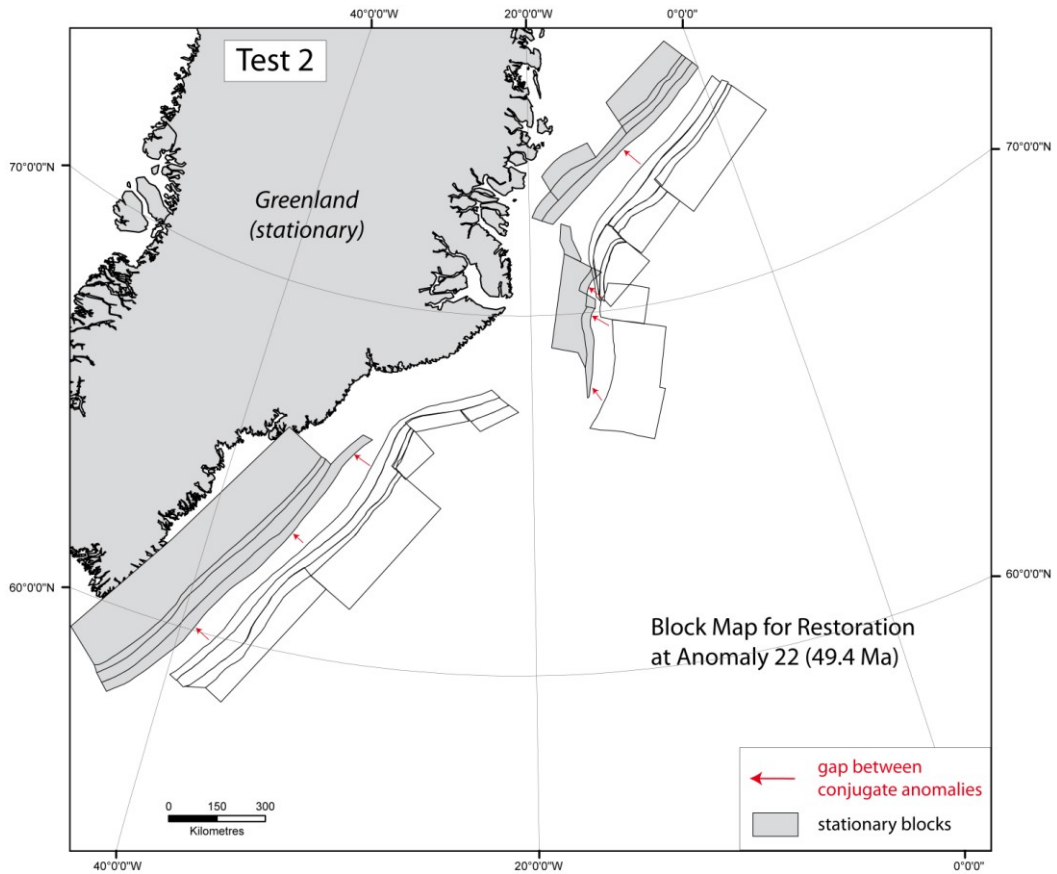 40°0'0"W
20°0'0"W
0°0'0"
Test 2
70°0'0"N
70°0'0"N
Greenland
(stationary)
60°0'0"N
60°0'0"N
Block Map for Restoration
at Anomaly 22 (49.4 Ma)
gap between
conjugate anomalies
stationary blocks
0 150 300
Kilometres
40°0'0"W
20°0'0"W
0°0'0"